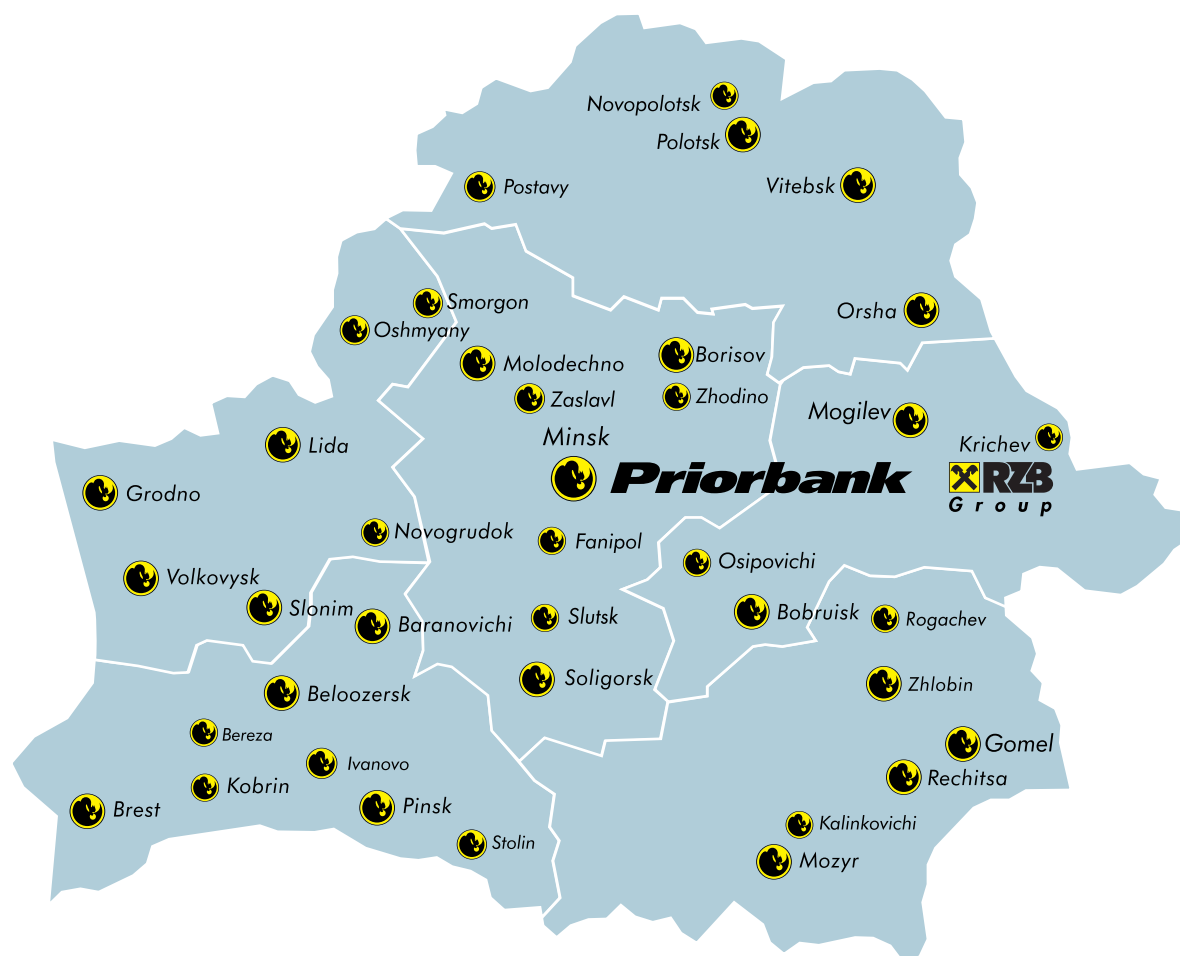 Novopolotsk
Polotsk
Postavy
Vitebsk
Smorgon
Orsha
Oshmyany
Molodechno
Borisov
Zaslavl
Zhodino
Mogilev
Minsk
Krichev
Lida
Priorbank
RZB
Group
Grodno
Novogrudok
Fanipol
Osipovichi
Volkovysk
Slonim
Baranovichi
Slutsk
Bobruisk
Rogachev
Soligorsk
Zhlobin
Beloozersk
Bereza
Gomel
Ivanovo
Rechitsa
Kobrin
Brest
Pinsk
Kalinkovichi
Stolin
Mozyr